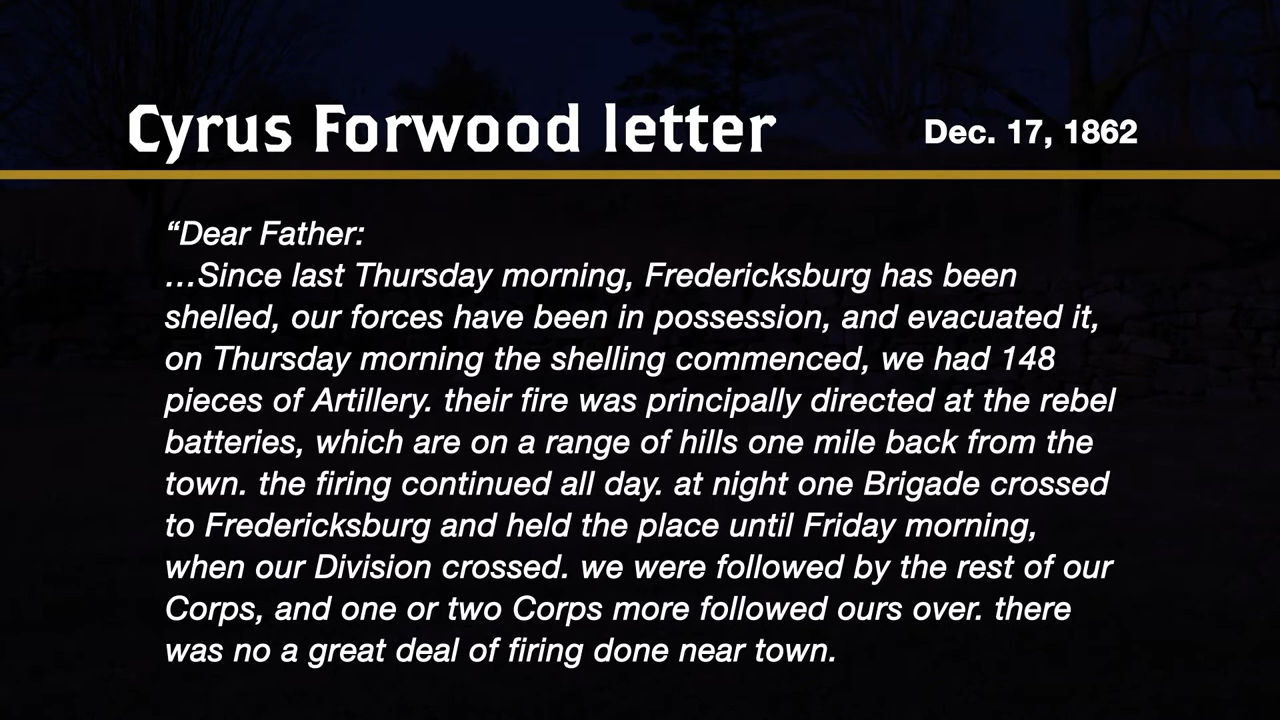 Cyrus Forwood letter
Dec. 17, 1862
“Dear Father:
…Since last Thursday morning, Fredericksburg has been
shelled, our forces have been in possession, and evacuated it,
on Thursday morning the shelling commenced, we had 148
pieces of Artillery. their fire was principally directed at the rebel
batteries, which are on a range of hills one mile back from the
town. the firing continued all day. at night one Brigade crossed
to Fredericksburg and held the place until Friday morning,
when our Division crossed. we were followed by the rest of our
Corps, and one or two Corps more followed ours over. there
was no a great deal of firing done near town.